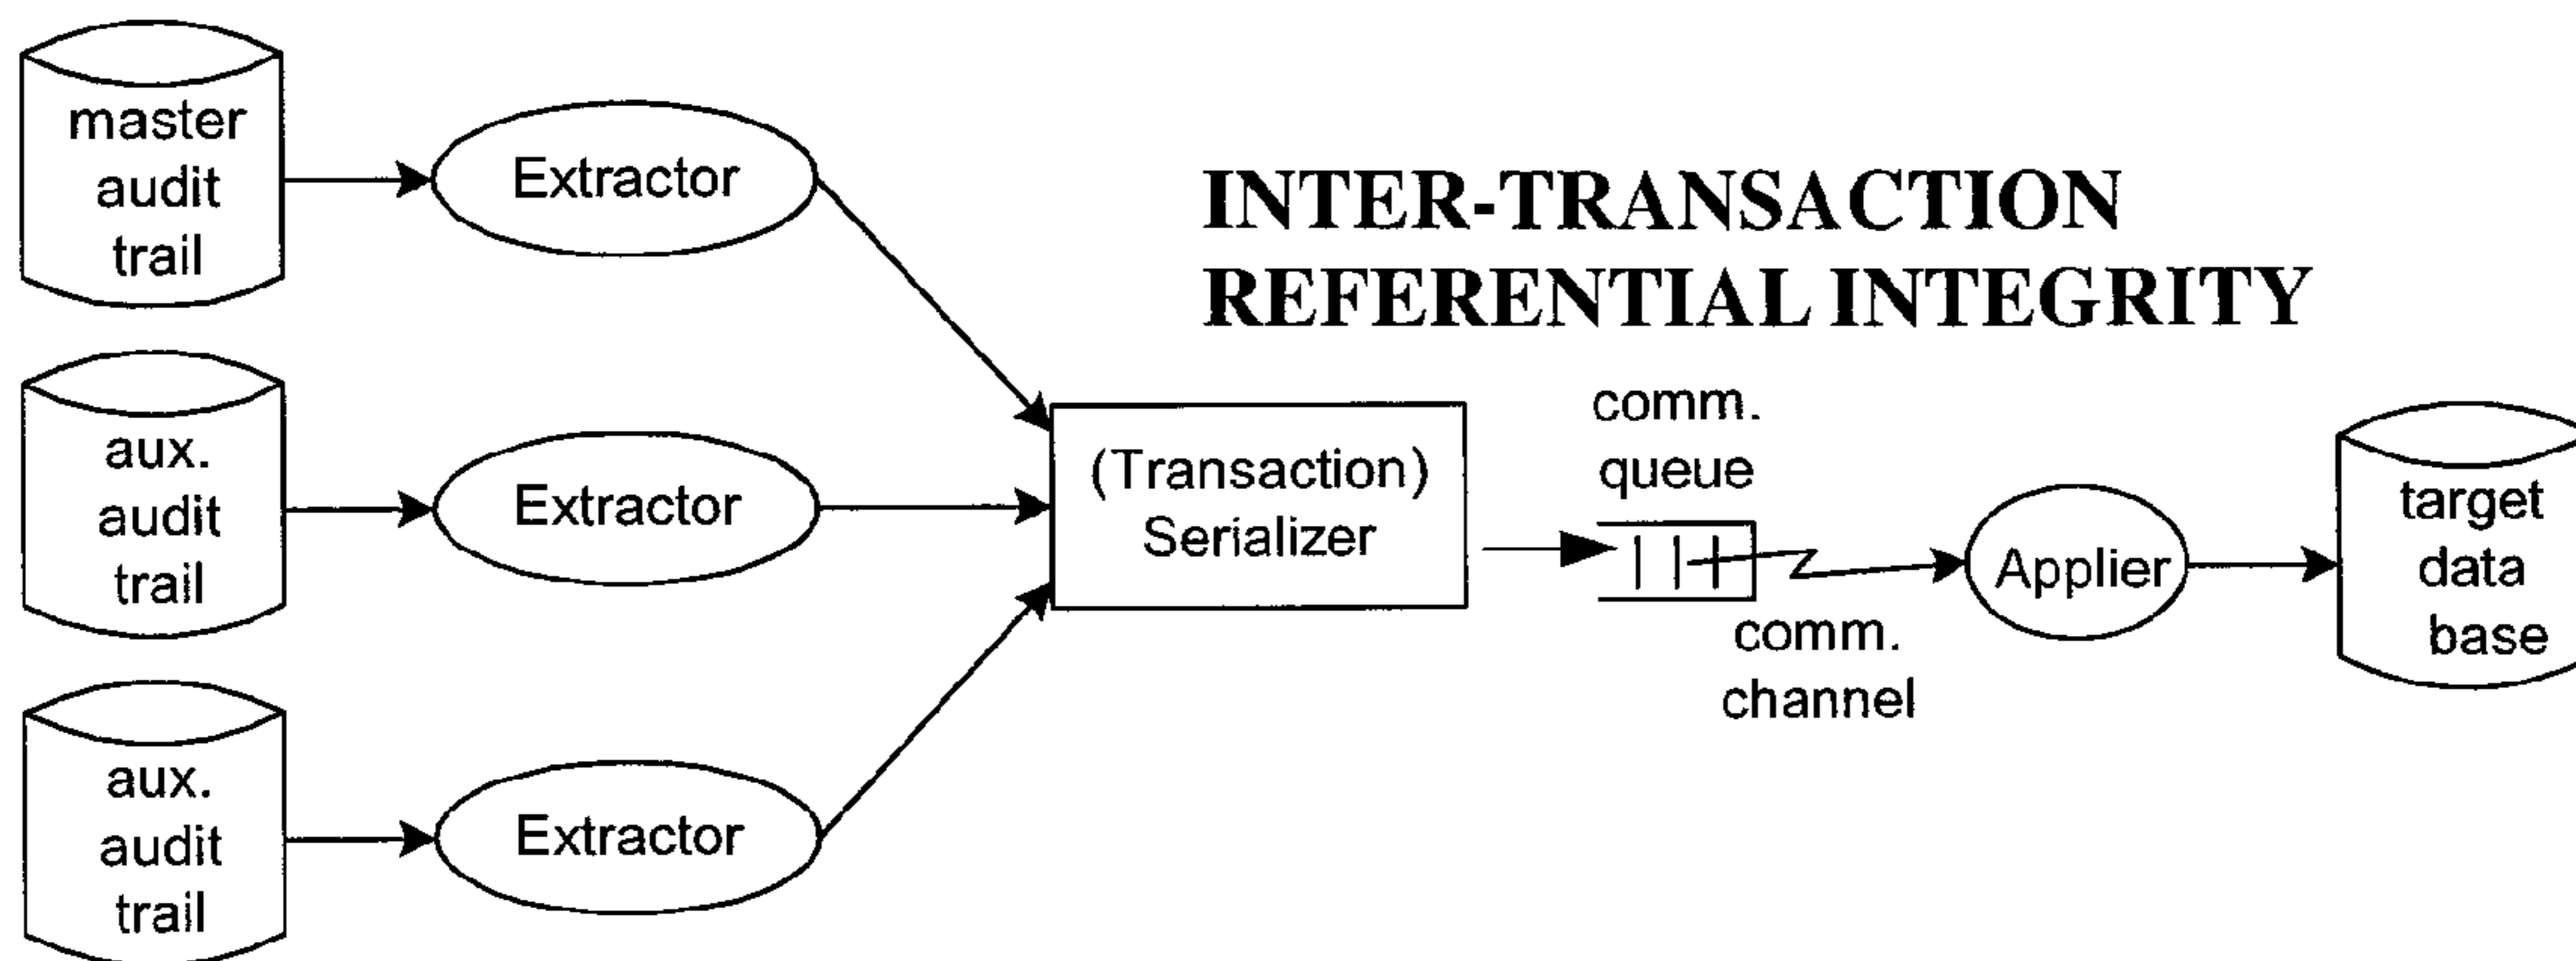 master
audit
trail
Extractor
INTER-TRANSACTION
REFERENTIAL INTEGRITY
aux.
audit
trail
Extractor
(Transaction)
Serializer
comm.
queue
comm.
channel
Applier
target
data
base
aux.
audit
trail
Extractor